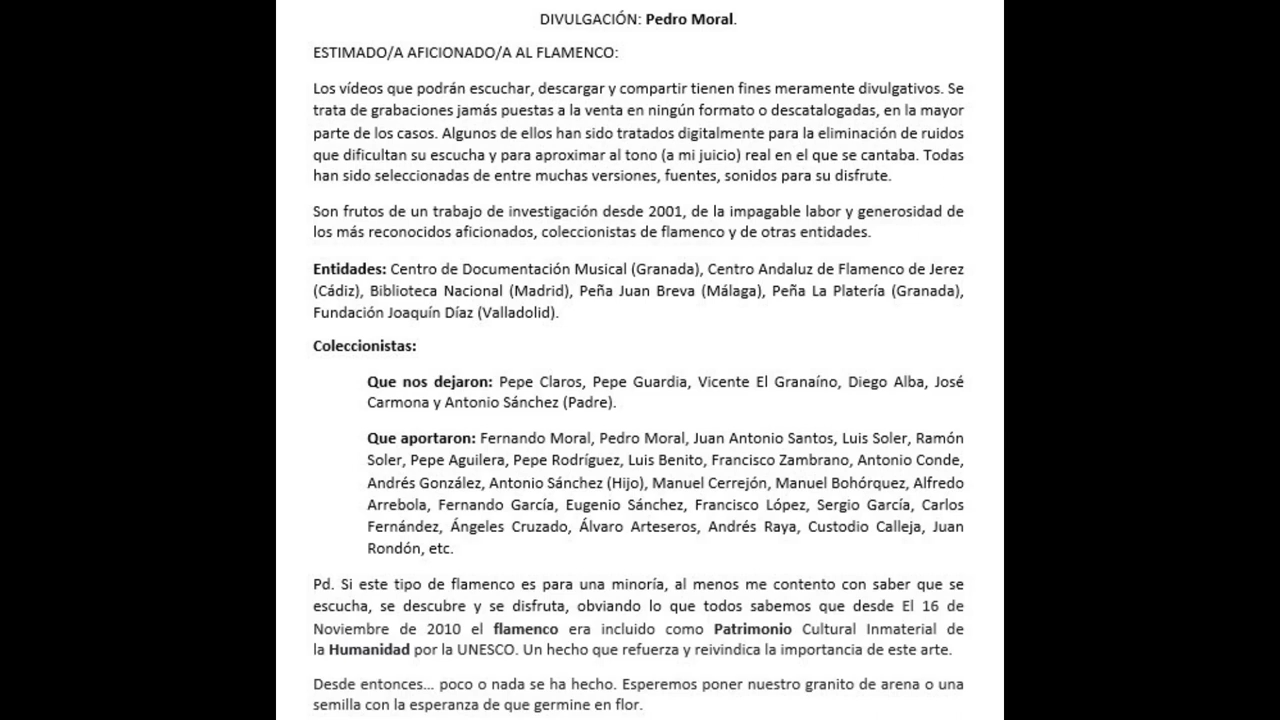 DIVULGACIÓN: Pedro Moral.
ESTIMADO/A AFICIONADO/A AL FLAMENCO:
Los vídeos que podrán escuchar, descargar y compartir tienen fines meramente divulgativos. Se
trata de grabaciones jamás puestas a la venta en ningún formato o descatalogadas, en la mayor
parte de los casos. Algunos de ellos han sido tratados digitalmente para la eliminación de ruidos
que dificultan su escucha y para aproximar al tono (a mi juicio) real en el que se cantaba. Todas
han sido seleccionadas de entre muchas versiones, fuentes, sonidos para su disfrute.
Son frutos de un trabajo de investigación desde 2001, de la impagable labor y generosidad de
los más reconocidos aficionados, coleccionistas de flamenco y de otras entidades.
Entidades: Centro de Documentación Musical (Granada), Centro Andaluz de Flamenco de Jerez
(Cádiz), Biblioteca Nacional (Madrid), Peña Juan Breva (Málaga), Peña La Platería (Granada),
Fundación Joaquín Díaz (Valladolid).
Coleccionistas:
Que nos dejaron: Pepe Claros, Pepe Guardia, Vicente El Granaíno, Diego Alba, José
Carmona y Antonio Sánchez (Padre).
Que aportaron: Fernando Moral, Pedro Moral, Juan Antonio Santos, Luis Soler, Ramón
Soler, Pepe Aguilera, Pepe Rodríguez, Luis Benito, Francisco Zambrano, Antonio Conde,
Andrés González, Antonio Sánchez (Hijo), Manuel Cerrejón, Manuel Bohórquez, Alfredo
Arrebola, Fernando García, Eugenio Sánchez, Francisco López, Sergio García, Carlos
Fernández, Ángeles Cruzado, Álvaro Arteseros, Andrés Raya, Custodio Calleja, Juan
Rondón, etc.
Pd. Si este tipo de flamenco es para una minoría, al menos me contento con saber que se
escucha, se descubre y se disfruta, obviando lo que todos sabemos que desde El 16 de
Noviembre de 2010 el flamenco era incluido como Patrimonio Cultural Inmaterial de
la Humanidad por la UNESCO. Un hecho que refuerza y reivindica la importancia de este arte.
Desde entonces... poco o nada se ha hecho. Esperemos poner nuestro granito de arena o una
semilla con la esperanza de que germine en flor.